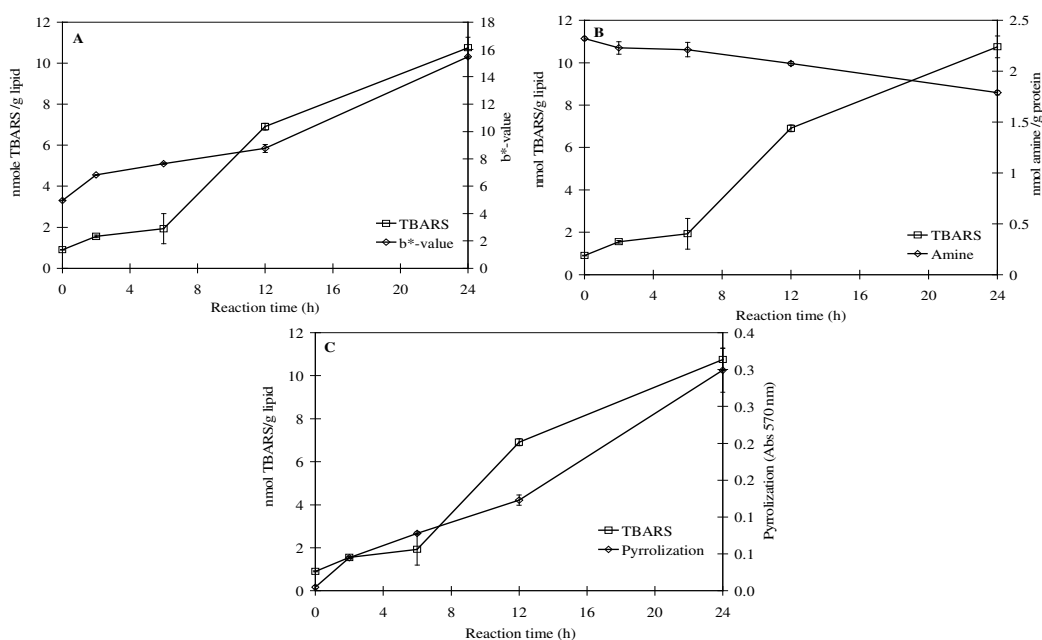 A
12
10
8
6
4
2
0
nmole TBARS /g lipid
18
16
14
12
10
8
6
4
2
0
b*-value
TBARS
b*-value
0 4 8 12 16 20 24
Reaction time (h)
B
12
10
8
6
4
2
0
nmol TBARS/g lipid
2.5
2
1.5
1
0.5
0
nmol amine /g protein
TBARS
Amine
0 4 8 12 16 20 24
Reaction time (h)
C
12
10
8
6
4
2
0
nmol TBARS/g lipid
0.4
0.3
0.3
0.2
0.2
0.1
0.1
0.0
Pyrrolization (Abs 570 nm)
TBARS
Pyrrolization
0 4 8 12 16 20 24
Reaction time (h)